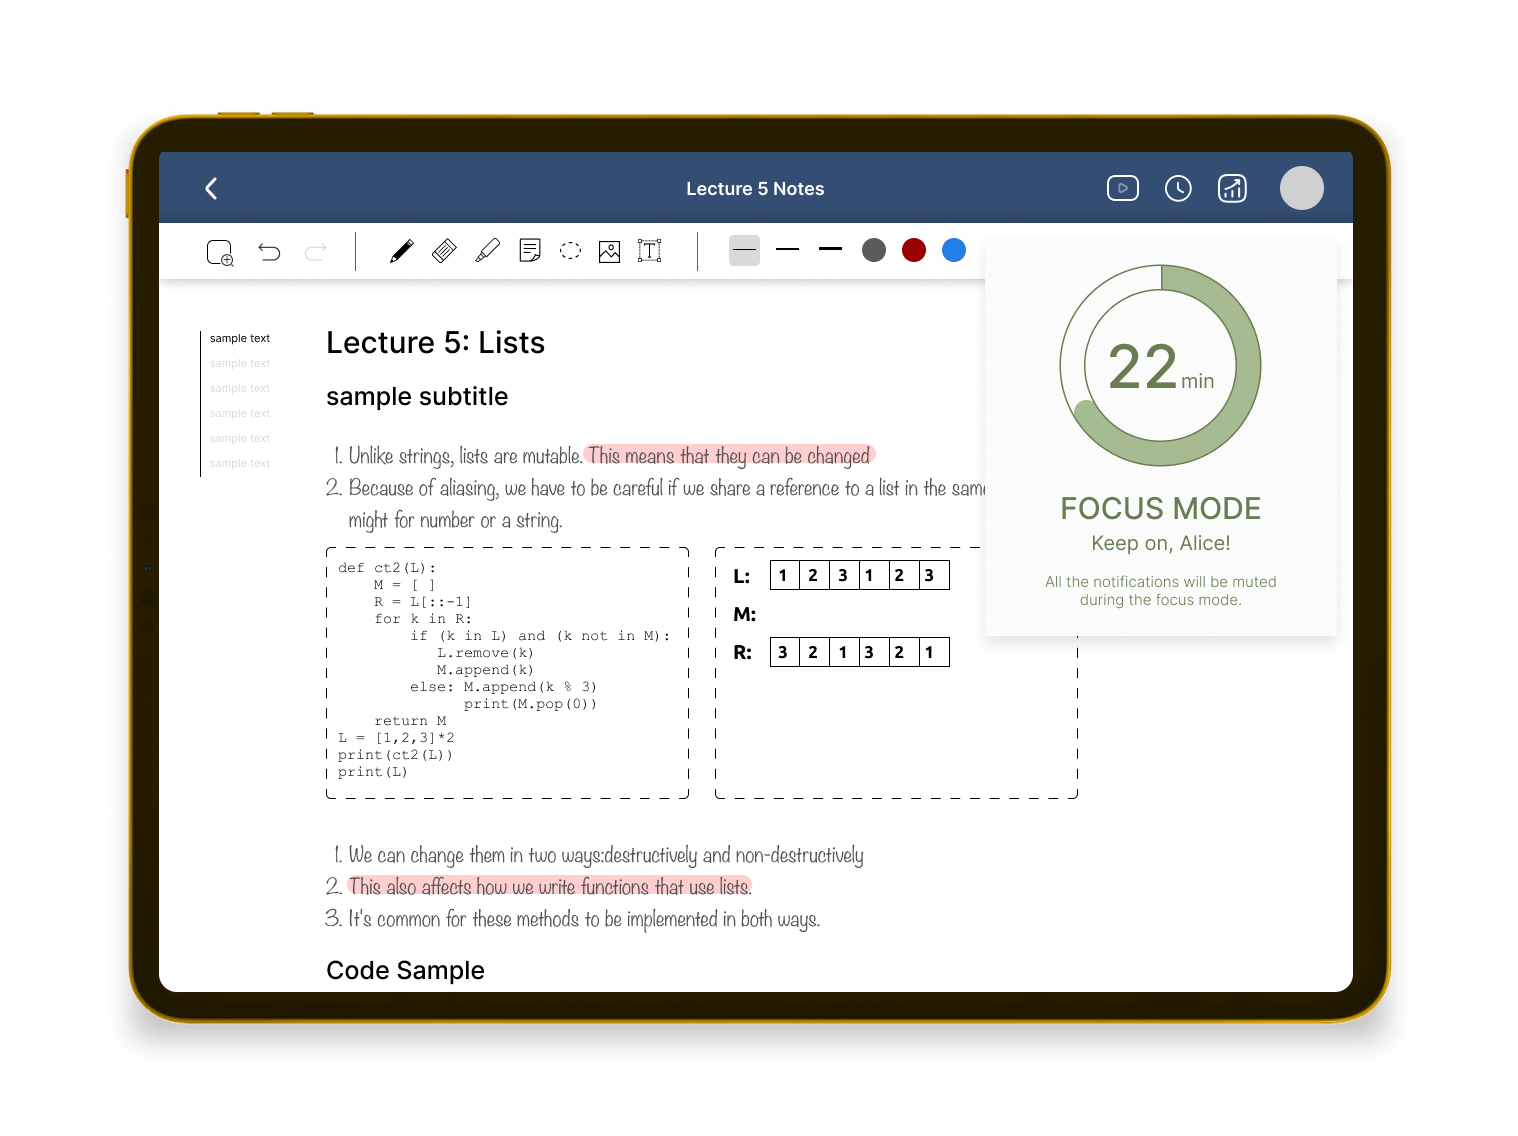 Lecture 5 Notes
sample text
sample text
sample text
sample text
sample text
sample text
Lecture 5: Lists
sample subtitle
1. Unlike strings, lists are mutable. This means that they can be changed
2. Because of aliasing, we have to be careful if we share a reference to a list in the same
might for number or a string.
def ct2(L):
    M = [ ]
    R = L[::-1]
    for k in R:
        if (k in L) and (k not in M):
           L.remove(k)
           M.append(k)
        else: M.append(k % 3)
              print(M.pop(0))
    return M
L = [1,2,3]*2
print(ct2(L))
print(L)
L: 1 2 3 1 2 3
M:
R: 3 2 1 3 2 1
1. We can change them in two ways:destructively and non-destructively
2. This also affects how we write functions that use lists.
3. It's common for these methods to be implemented in both ways.
Code Sample
T
22 min
FOCUS MODE
Keep on, Alice!
All the notifications will be muted
during the focus mode.